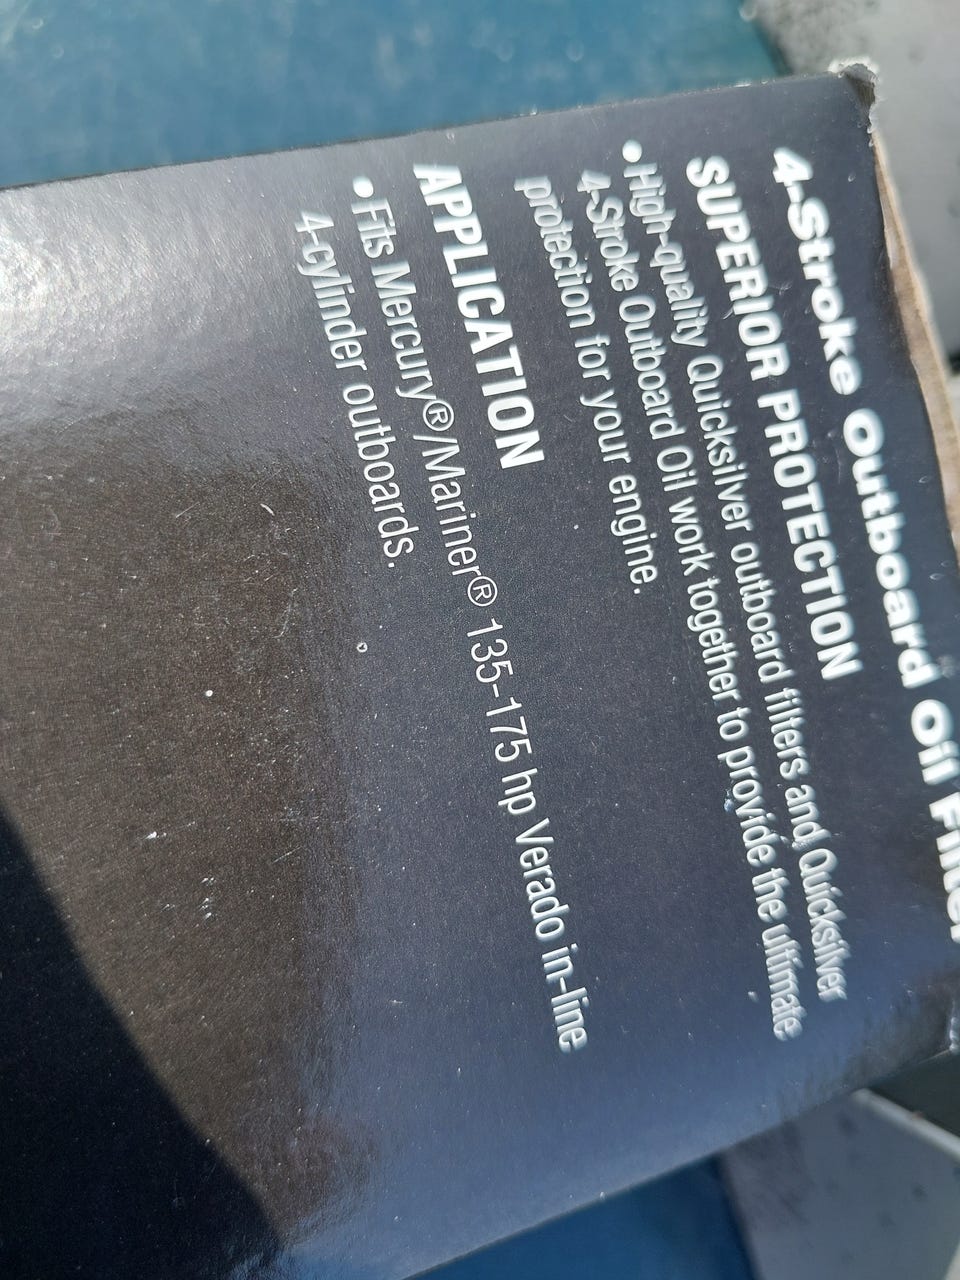 4-Stroke Outboard Oil Filter
SUPERIOR PROTECTION
• High-quality Quicksilver outboard filters and Quicksilver
4-Stroke Outboard Oil work together to provide the ultimate
protection for your engine.
APPLICATION
• Fits Mercury®/Mariner® 135-175 hp Verado in-line
4-cylinder outboards.